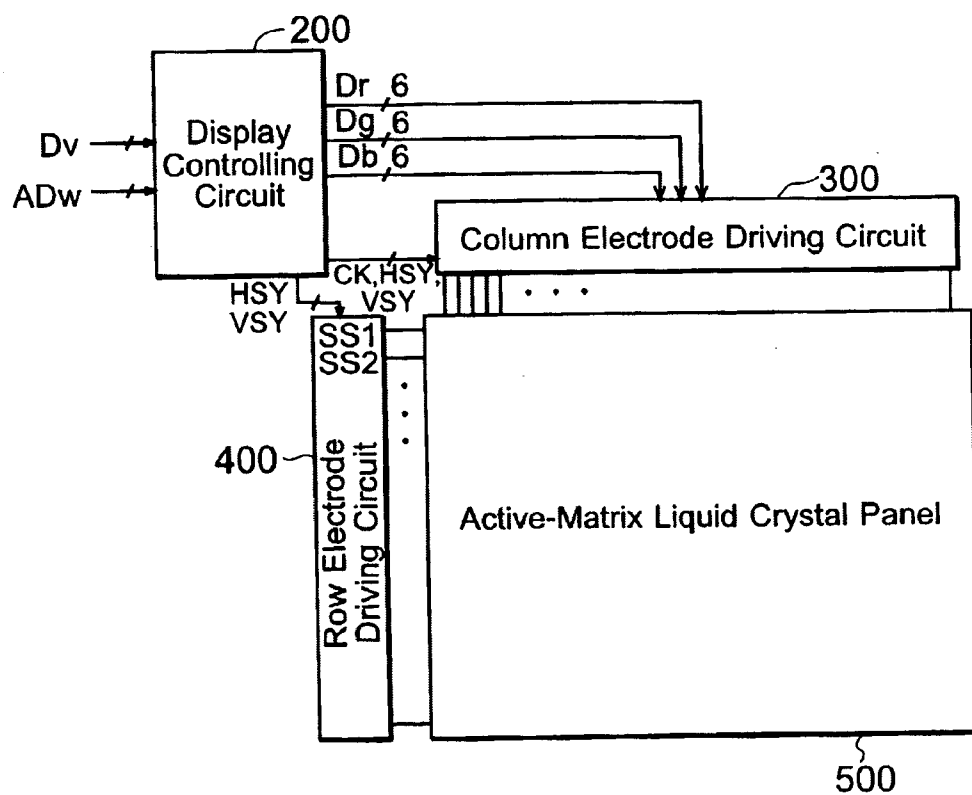 200
Dr 6
Dg 6
Db 6
Dv
ADw
Display
Controlling
Circuit
300
Column Electrode Driving Circuit
CK,HSY,
VSY
HSY
VSY
SS1
SS2
400
Row Electrode
Driving Circuit
Active-Matrix Liquid Crystal Panel
500